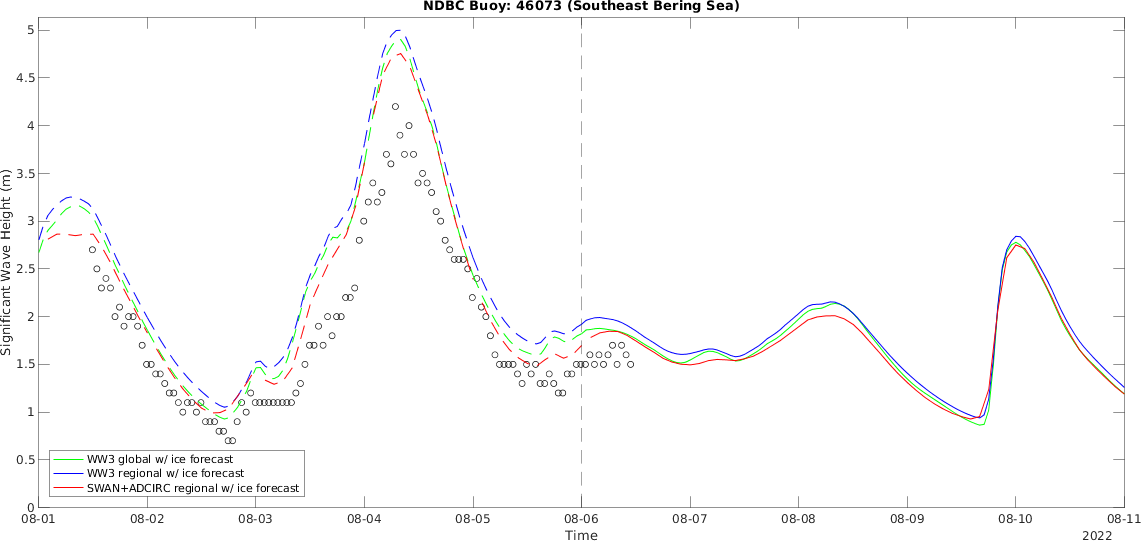 NDBC Buoy: 46073 (Southeast Bering Sea)
5
4.5
4
3.5
3
2.5
2
1.5
1
0.5
0
Significant Wave Height (m)
WW3 global w/ ice forecast
WW3 regional w/ ice forecast
SWAN+ADCIRC regional w/ ice forecast
08-01 08-02 08-03 08-04 08-05 08-06 08-07 08-08 08-09 08-10 08-11
Time
2022